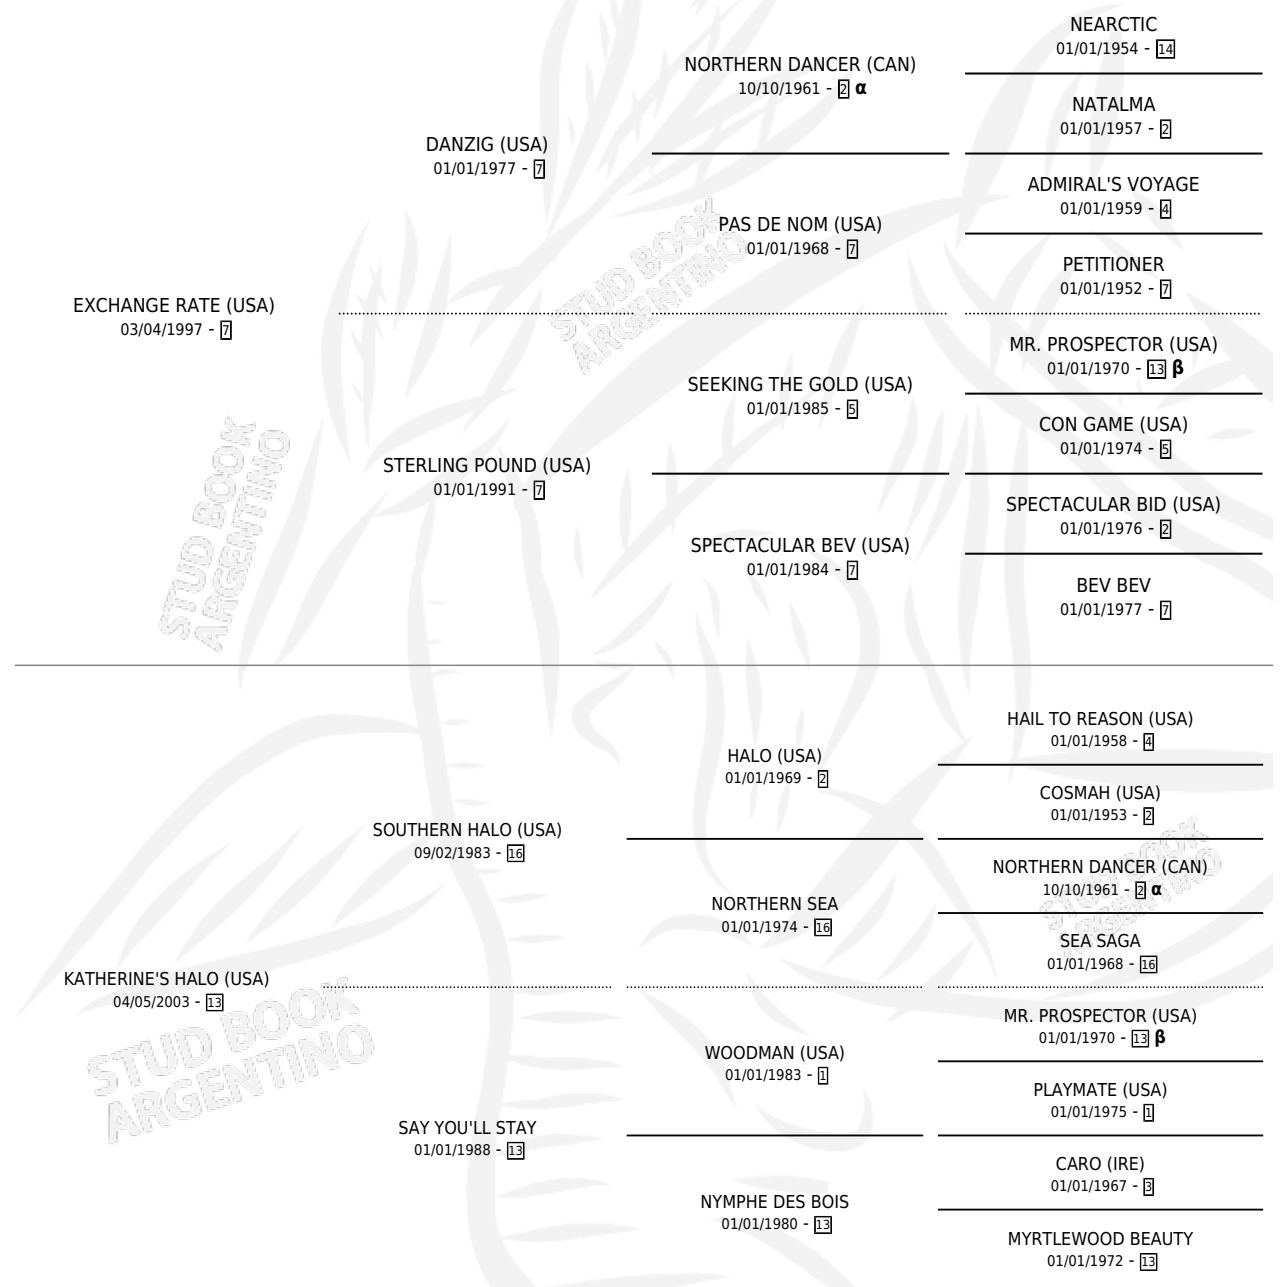 NEARCTIC
01/01/1954 - 14
NORTHERN DANCER (CAN)
10/10/1961 - 2 α
NATALMA
01/01/1957 - 2
DANZIG (USA)
01/01/1977 - 7
ADMIRAL'S VOYAGE
01/01/1959 - 4
PAS DE NOM (USA)
01/01/1968 - 7
PETITIONER
01/01/1952 - 7
EXCHANGE RATE (USA)
03/04/1997 - 7
MR. PROSPECTOR (USA)
01/01/1970 - 13 β
SEEKING THE GOLD (USA)
01/01/1985 - 5
CON GAME (USA)
01/01/1974 - 5
STERLING POUND (USA)
01/01/1991 - 7
SPECTACULAR BID (USA)
01/01/1976 - 2
SPECTACULAR BEV (USA)
01/01/1984 - 7
BEV BEV
01/01/1977 - 7
HAIL TO REASON (USA)
01/01/1958 - 4
HALO (USA)
01/01/1969 - 2
COSMAH (USA)
01/01/1953 - 2
SOUTHERN HALO (USA)
09/02/1983 - 16
NORTHERN DANCER (CAN)
10/10/1961 - 2 α
NORTHERN SEA
01/01/1974 - 16
SEA SAGA
01/01/1968 - 16
KATHERINE'S HALO (USA)
04/05/2003 - 13
MR. PROSPECTOR (USA)
01/01/1970 - 13 β
WOODMAN (USA)
01/01/1983 - 1
PLAYMATE (USA)
01/01/1975 - 1
SAY YOU'LL STAY
01/01/1988 - 13
CARO (IRE)
01/01/1967 - 3
NYMPHE DES BOIS
01/01/1980 - 13
MYRTLEWOOD BEAUTY
01/01/1972 - 13
STUD BOOK
ARGENTINO
STUD BOOK
ARGENTINO
STUD BOOK
ARGENTINO
STUD BOOK
ARGENTINO